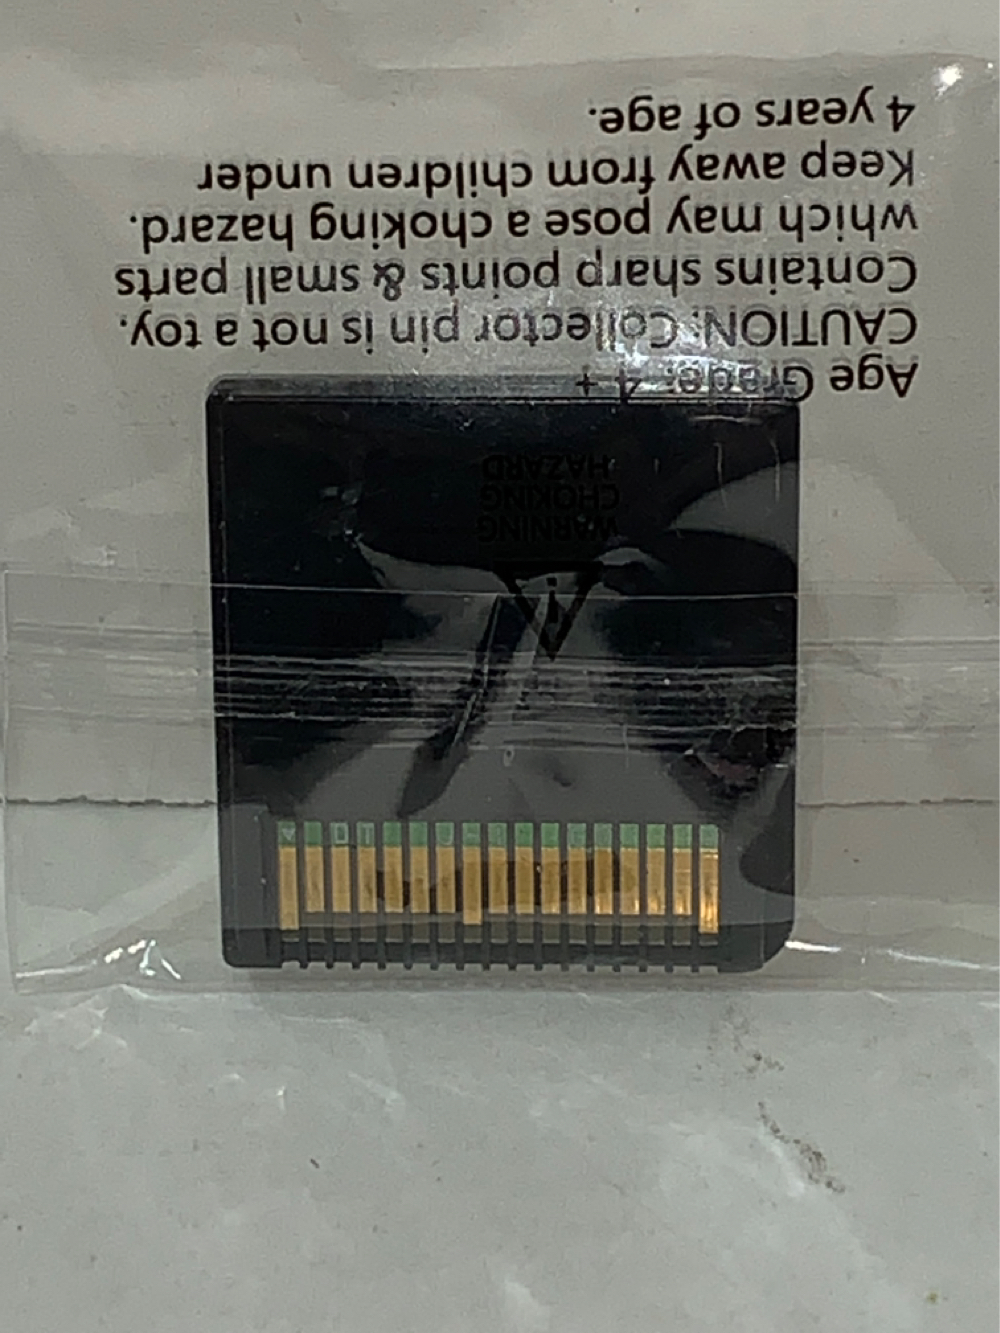 Age Grade: 4 +
CAUTION: Collector pin is not a toy.
Contains sharp points & small parts
which may pose a choking hazard.
Keep away from children under
4 years of age.
WARNING
CHOKING
HAZARD